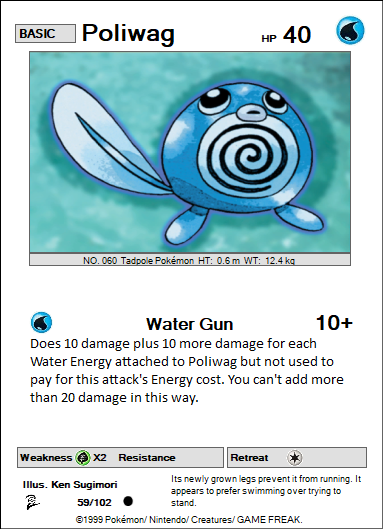 BASIC Poliwag HP 40
NO. 060 Tadpole Pokémon HT: 0.6 m WT: 12.4 kg
Water Gun 10+
Does 10 damage plus 10 more damage for each
Water Energy attached to Poliwag but not used to
pay for this attack's Energy cost. You can't add more
than 20 damage in this way.
Weakness X2 Resistance Retreat
Illus. Ken Sugimori
59/102
Its newly grown legs prevent it from running. It
appears to prefer swimming over trying to
stand.
©1999 Pokémon/ Nintendo/ Creatures/ GAME FREAK.